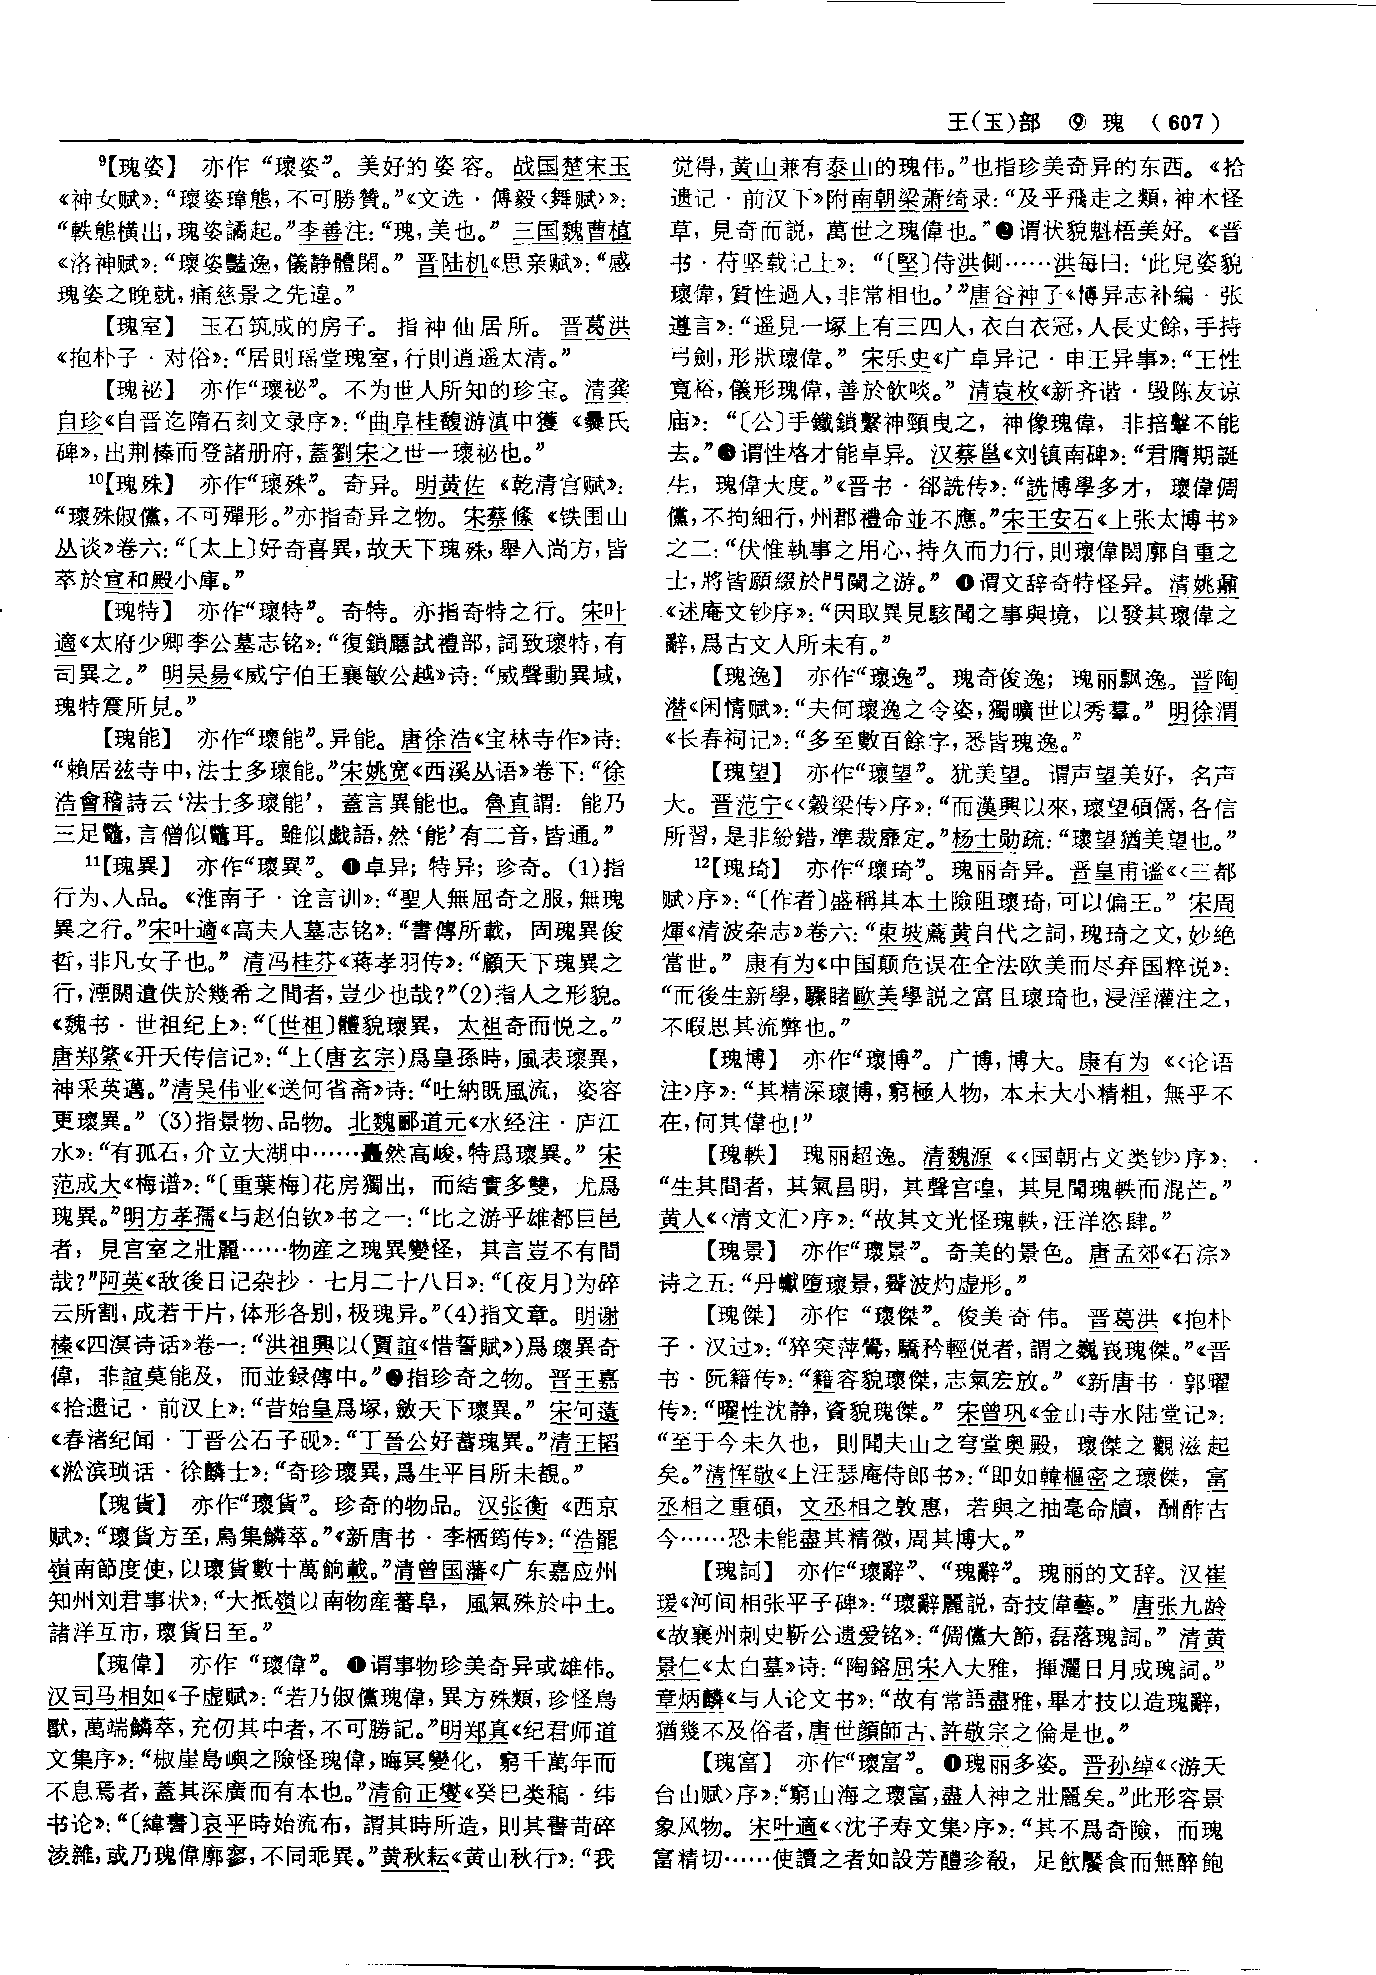 王(玉)部 ⑨ 瑰 (607)
⁹【瑰姿】 亦作“瓌姿”。美好的姿容。战国楚宋玉
《神女赋》:“瓌姿瑋態,不可勝贊。”《文选·傅毅〈舞赋〉》:
“軼態横出,瑰姿譎起。”李善注:“瑰,美也。” 三国魏曹植
《洛神赋》:“瓌姿豔逸,儀静體閑。” 晋陆机《思亲赋》:“感
瑰姿之晚就,痛慈景之先違。”
【瑰室】 玉石筑成的房子。指神仙居所。晋葛洪
《抱朴子·对俗》:“居則瑶堂瑰室,行則逍遥太清。”
【瑰祕】 亦作“瓌祕”。不为世人所知的珍宝。清龚
自珍《自晋迄隋石刻文录序》:“曲阜桂馥游滇中獲《爨氏
碑》,出荆榛而登諸册府,蓋劉宋之世一瓌祕也。”
¹⁰【瑰殊】 亦作“瓌殊”。奇异。明黄佐《乾清宫赋》:
“瓌殊俶儻,不可殫形。”亦指奇异之物。宋蔡絛《铁围山
丛谈》卷六:“〔太上〕好奇喜異,故天下瑰殊,舉入尚方,皆
萃於宣和殿小庫。”
【瑰特】 亦作“瓌特”。奇特。亦指奇特之行。宋叶
適《太府少卿李公墓志铭》:“復鎖廳試禮部,詞致瓌特,有
司異之。” 明吴昜《威宁伯王襄敏公越》诗:“威聲動異域,
瑰特震所見。”
【瑰能】 亦作“瓌能”。异能。唐徐浩《宝林寺作》诗:
“賴居兹寺中,法士多瓌能。”宋姚宽《西溪丛语》卷下:“徐
浩會稽詩云‘法士多瓌能’,蓋言異能也。魯直謂:能乃
三足鼈,言僧似鼈耳。雖似戲語,然‘能’有二音,皆通。”
¹¹【瑰異】 亦作“瓌異”。❶卓异;特异;珍奇。(1)指
行为、人品。《淮南子·诠言训》:“聖人無屈奇之服,無瑰
異之行。”宋叶適《高夫人墓志铭》:“書傳所載,固瑰異俊
哲,非凡女子也。” 清冯桂芬《蒋孝羽传》:“顧天下瑰異之
行,湮闕遺佚於幾希之間者,豈少也哉?”(2)指人之形貌。
《魏书·世祖纪上》:“〔世祖〕體貌瓌異,太祖奇而悦之。”
唐郑綮《开天传信记》:“上(唐玄宗)爲皇孫時,風表瓌異,
神采英邁。”清吴伟业《送何省斋》诗:“吐納既風流,姿容
更瓌異。” (3)指景物、品物。北魏郦道元《水经注·庐江
水》:“有孤石,介立大湖中……矗然高峻,特爲瓌異。” 宋
范成大《梅谱》:“〔重葉梅〕花房獨出,而結實多雙,尤爲
瑰異。”明方孝孺《与赵伯钦》书之一:“比之游乎雄都巨邑
者,見宫室之壯麗……物産之瑰異變怪,其言豈不有間
哉?”阿英《敌後日记杂抄·七月二十八日》:“〔夜月〕为碎
云所割,成若干片,体形各别,极瑰异。”(4)指文章。明谢
榛《四溟诗话》卷一:“洪祖興以(賈誼《惜誓賦》)爲瓌異奇
偉,非誼莫能及,而並録傳中。”❷指珍奇之物。晋王嘉
《拾遗记·前汉上》:“昔始皇爲塚,斂天下瓌異。” 宋何薳
《春渚纪闻·丁晋公石子砚》:“丁晉公好蓄瑰異。”清王韬
《淞滨琐话·徐麟士》:“奇珍瓌異,爲生平目所未覩。”
【瑰貨】 亦作“瓌貨”。珍奇的物品。汉张衡《西京
赋》:“瓌貨方至,鳥集鱗萃。”《新唐书·李栖筠传》:“浩罷
嶺南節度使,以瓌貨數十萬餉載。”清曾国藩《广东嘉应州
知州刘君事状》:“大抵嶺以南物産蕃阜,風氣殊於中土。
諸洋互市,瓌貨日至。”
【瑰偉】 亦作“瓌偉”。❶谓事物珍美奇异或雄伟。
汉司马相如《子虚赋》:“若乃俶儻瑰偉,異方殊類,珍怪鳥
獸,萬端鱗萃,充仞其中者,不可勝記。”明郑真《纪君师道
文集序》:“椒崖島嶼之險怪瑰偉,晦冥變化,窮千萬年而
不息焉者,蓋其深廣而有本也。”清俞正燮《癸巳类稿·纬
书论》:“〔緯書〕哀平時始流布,謂其時所造,則其書苛碎
淩雜,或乃瑰偉廓寥,不同乖異。”黄秋耘《黄山秋行》:“我
觉得,黄山兼有泰山的瑰伟。”也指珍美奇异的东西。《拾
遗记·前汉下》附南朝梁萧绮录:“及乎飛走之類,神木怪
草,見奇而説,萬世之瑰偉也。”❷谓状貌魁梧美好。《晋
书·苻坚载记上》:“〔堅〕侍洪側……洪每曰:‘此兒姿貌
瓌偉,質性過人,非常相也。’”唐谷神子《博异志补编·张
遵言》:“遥見一塚上有三四人,衣白衣冠,人長丈餘,手持
弓劍,形狀瓌偉。” 宋乐史《广卓异记·申王异事》:“王性
寬裕,儀形瑰偉,善於飲啖。” 清袁枚《新齐谐·毁陈友谅
庙》:“〔公〕手鐵鎖繫神頸曳之,神像瑰偉,非掊擊不能
去。”❸谓性格才能卓异。汉蔡邕《刘镇南碑》:“君膺期誕
生,瑰偉大度。”《晋书·郤詵传》:“詵博學多才,瓌偉倜
儻,不拘細行,州郡禮命並不應。”宋王安石《上张太博书》
之二:“伏惟執事之用心,持久而力行,則瓌偉閎廓自重之
士,將皆願綴於門闌之游。” ❹谓文辞奇特怪异。清姚鼐
《述庵文钞序》:“因取異見駭聞之事與境,以發其瓌偉之
辭,爲古文人所未有。”
【瑰逸】 亦作“瓌逸”。瑰奇俊逸;瑰丽飘逸。晋陶
潜《闲情赋》:“夫何瓌逸之令姿,獨曠世以秀羣。” 明徐渭
《长春祠记》:“多至數百餘字,悉皆瑰逸。”
【瑰望】 亦作“瓌望”。犹美望。谓声望美好,名声
大。晋范宁《〈穀梁传〉序》:“而漢興以來,瓌望碩儒,各信
所習,是非紛錯,準裁靡定。”杨士勋疏:“瓌望猶美望也。”
¹²【瑰琦】 亦作“瓌琦”。瑰丽奇异。晋皇甫谧《〈三都
赋〉序》:“〔作者〕盛稱其本土險阻瓌琦,可以偏王。” 宋周
煇《清波杂志》卷六:“東坡薦黄自代之詞,瑰琦之文,妙絶
當世。” 康有为《中国颠危误在全法欧美而尽弃国粹说》:
“而後生新學,驟睹歐美學説之富且瓌琦也,浸淫灌注之,
不暇思其流弊也。”
【瑰博】 亦作“瓌博”。广博,博大。康有为《〈论语
注〉序》:“其精深瓌博,窮極人物,本末大小精粗,無乎不
在,何其偉也!”
【瑰軼】 瑰丽超逸。清魏源《〈国朝古文类钞〉序》:
“生其間者,其氣昌明,其聲宫喤,其見聞瑰軼而混芒。”
黄人《〈清文汇〉序》:“故其文光怪瑰軼,汪洋恣肆。”
【瑰景】 亦作“瓌景”。奇美的景色。唐孟郊《石淙》
诗之五:“丹巘堕瓌景,霽波灼虚形。”
【瑰傑】 亦作“瓌傑”。俊美奇伟。晋葛洪《抱朴
子·汉过》:“猝突萍鷽,驕矜輕侻者,謂之巍峩瑰傑。”《晋
书·阮籍传》:“籍容貌瓌傑,志氣宏放。”《新唐书·郭曜
传》:“曜性沈静,資貌瑰傑。” 宋曾巩《金山寺水陆堂记》:
“至于今未久也,則聞夫山之穹堂奥殿,瓌傑之觀滋起
矣。”清恽敬《上汪瑟庵侍郎书》:“即如韓樞密之瓌傑,富
丞相之重碩,文丞相之敦惠,若與之抽毫命牘,酬酢古
今……恐未能盡其精微,周其博大。”
【瑰詞】 亦作“瓌辭”、“瑰辭”。瑰丽的文辞。汉崔
瑗《河间相张平子碑》:“瓌辭麗説,奇技偉藝。” 唐张九龄
《故襄州刺史靳公遗爱铭》:“倜儻大節,磊落瑰詞。” 清黄
景仁《太白墓》诗:“陶鎔屈宋入大雅,揮灑日月成瑰詞。”
章炳麟《与人论文书》:“故有常語盡雅,畢才技以造瑰辭,
猶幾不及俗者,唐世顔師古、許敬宗之倫是也。”
【瑰富】 亦作“瓌富”。❶瑰丽多姿。晋孙绰《〈游天
台山赋〉序》:“窮山海之瓌富,盡人神之壯麗矣。”此形容景
象风物。宋叶適《〈沈子寿文集〉序》:“其不爲奇險,而瑰
富精切……使讀之者如設芳醴珍殽,足飲饜食而無醉飽